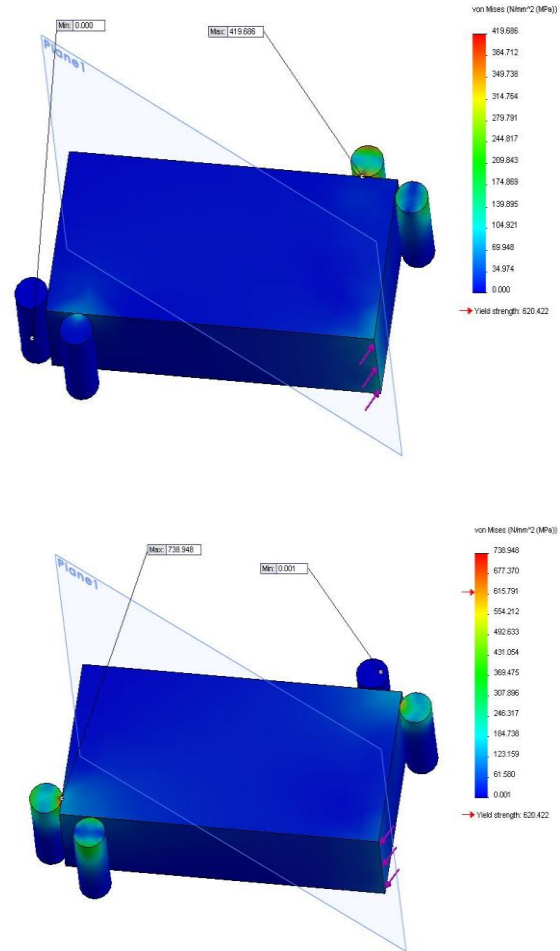 von Mises (N/mm^2 (MPa))
Min: 0.000
Max: 419.686
Plane1
419.686
384.712
349.738
314.764
279.791
244.817
209.843
174.869
139.895
104.921
69.948
34.974
0.000
Yield strength: 620.422
von Mises (N/mm^2 (MPa))
Max: 738.948
Min: 0.001
Plane1
738.948
677.370
615.791
554.212
492.633
431.054
369.475
307.896
246.317
184.738
123.159
61.580
0.001
Yield strength: 620.422